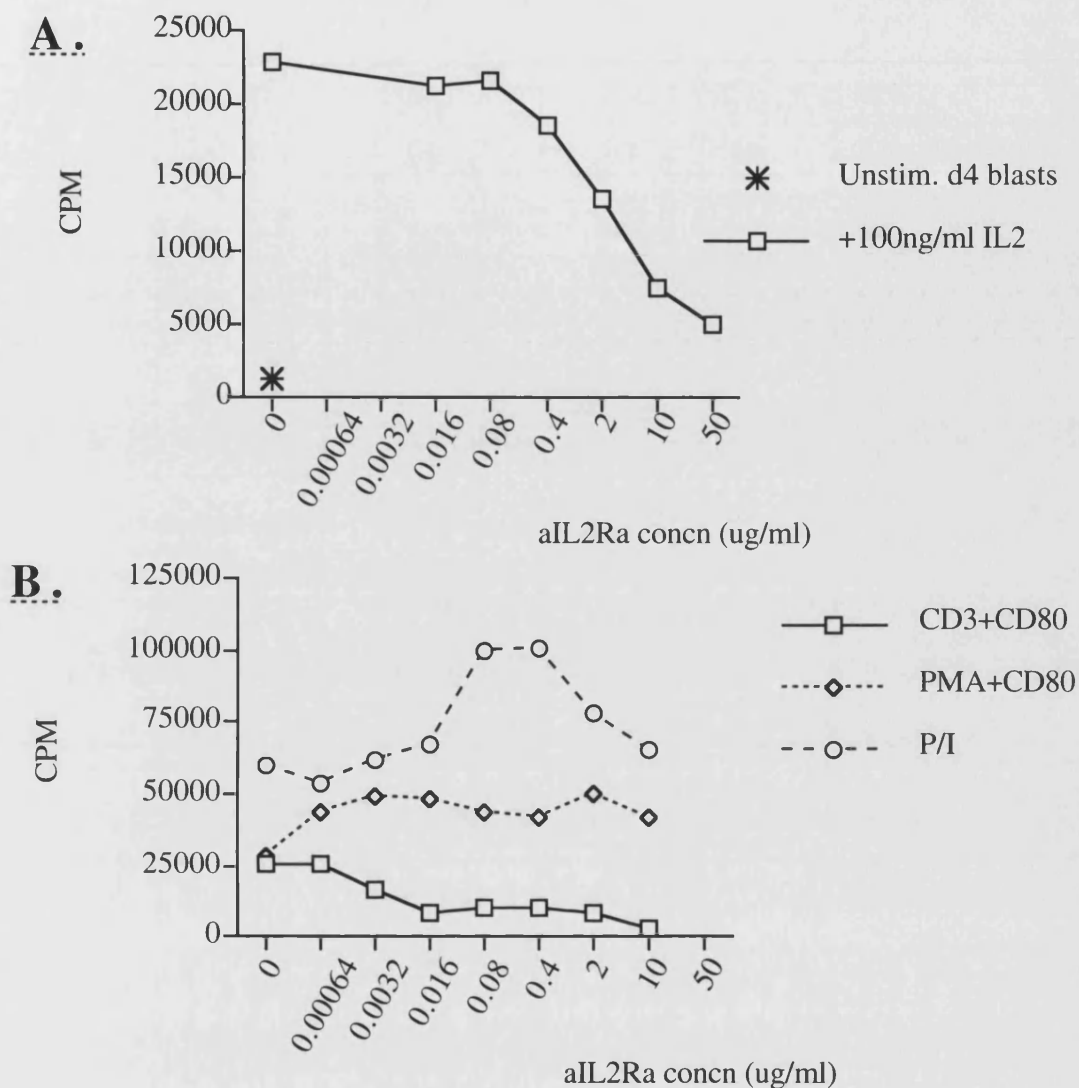 A.
25000
20000
15000
10000
5000
0
CPM
Unstim. d4 blasts
+100ng/ml IL2
0
0.00064
0.0032
0.016
0.08
0.4
2
10
50
aIL2Ra concn (ug/ml)
B.
125000
100000
75000
50000
25000
0
CPM
CD3+CD80
PMA+CD80
P/I
0
0.00064
0.0032
0.016
0.08
0.4
2
10
50
aIL2Ra concn (ug/ml)